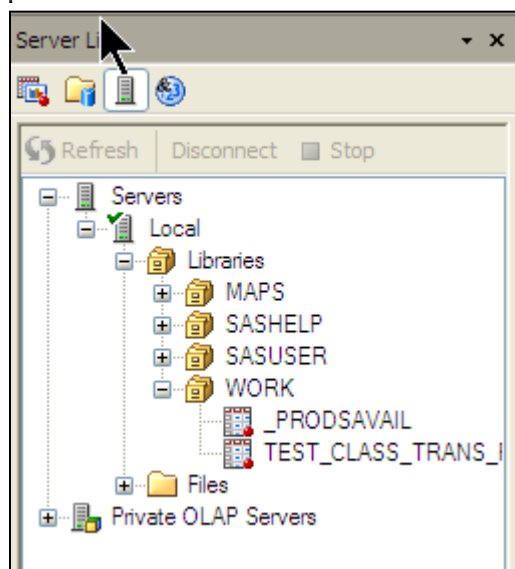 Server Li
Refresh Disconnect Stop
Servers
Local
Libraries
MAPS
SASHELP
SASUSER
WORK
_PRODSAVAIL
TEST_CLASS_TRANS_
Files
Private OLAP Servers